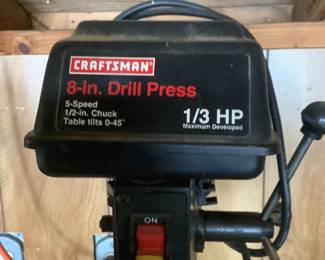 CRAFTSMAN
8-in. Drill Press
5-Speed
1/2-in. Chuck
Table tilts 0-45°
1/3 HP
Maximum Developed
ON